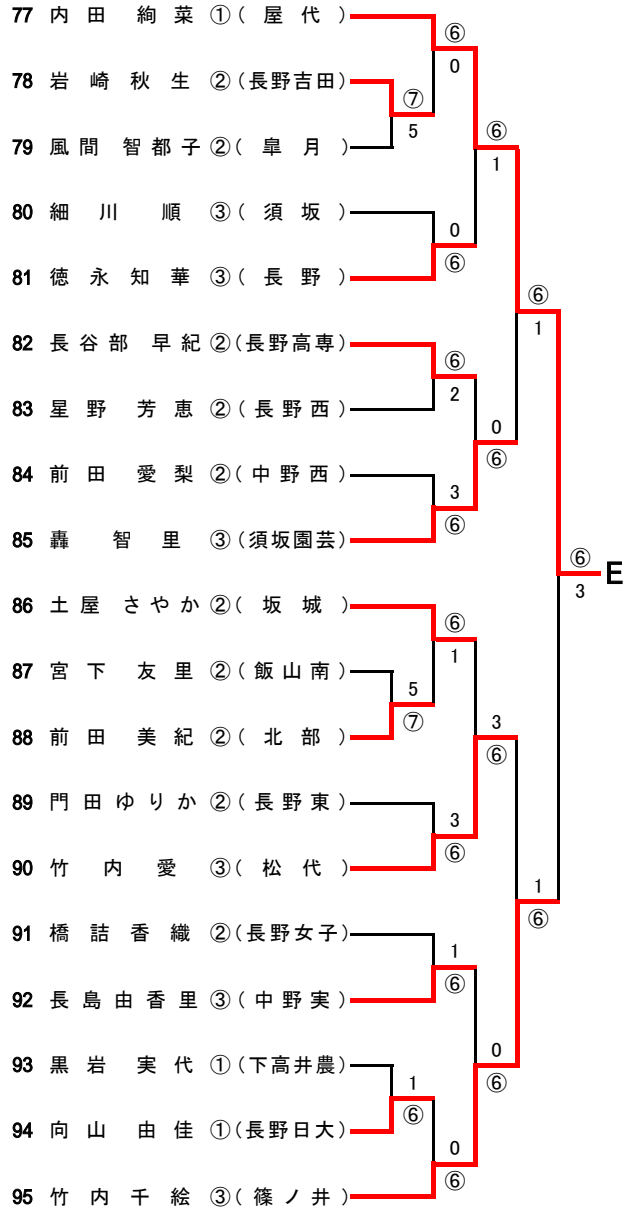 77 内田 絢菜 ①(屋代)
⑥
0
78 岩崎秋生 ②(長野吉田)
⑦
5
79 風間 智都子 ②(皐月)
⑥
1
80 細川 順 ③(須坂)
0
⑥
81 徳永知華 ③(長野)
⑥
1
82 長谷部 早紀 ②(長野高専)
⑥
2
83 星野芳恵 ②(長野西)
0
⑥
84 前田愛梨 ②(中野西)
3
⑥
85 轟 智里 ③(須坂園芸)
⑥
3
E
86 土屋 さやか ②(坂城)
⑥
1
87 宮下友里 ②(飯山南)
5
⑦
88 前田美紀 ②(北部)
3
⑥
89 門田ゆりか ②(長野東)
3
⑥
90 竹内愛 ③(松代)
1
⑥
91 橋詰香織 ②(長野女子)
1
⑥
92 長島由香里 ③(中野実)
0
⑥
93 黒岩実代 ①(下高井農)
1
⑥
94 向山由佳 ①(長野日大)
0
⑥
95 竹内千絵 ③(篠ノ井)